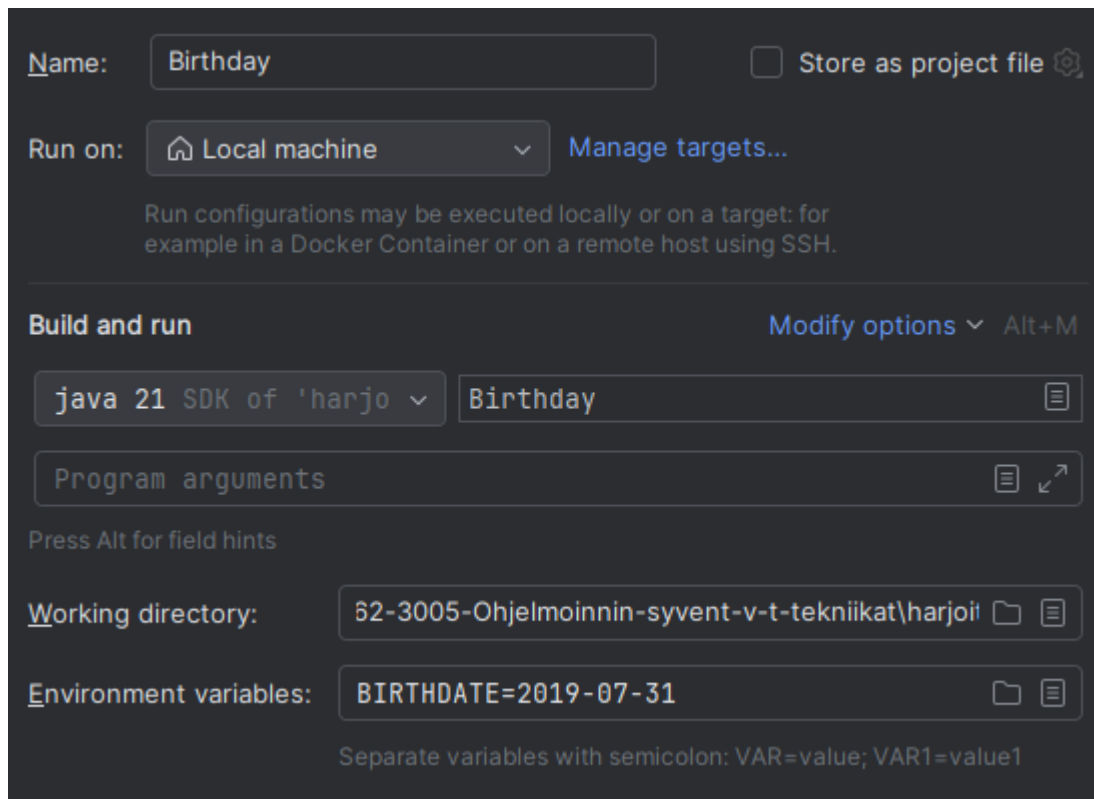 Name: Birthday Store as project file
Run on: Local machine Manage targets...
Run configurations may be executed locally or on a target: for
example in a Docker Container or on a remote host using SSH.
Build and run Modify options Alt+M
java 21 SDK of 'harjo Birthday
Program arguments
Press Alt for field hints
Working directory: 62-3005-Ohjelmoinnin-syvent-v-t-tekniikat\harjoit
Environment variables: BIRTHDATE=2019-07-31
Separate variables with semicolon: VAR=value; VAR1=value1